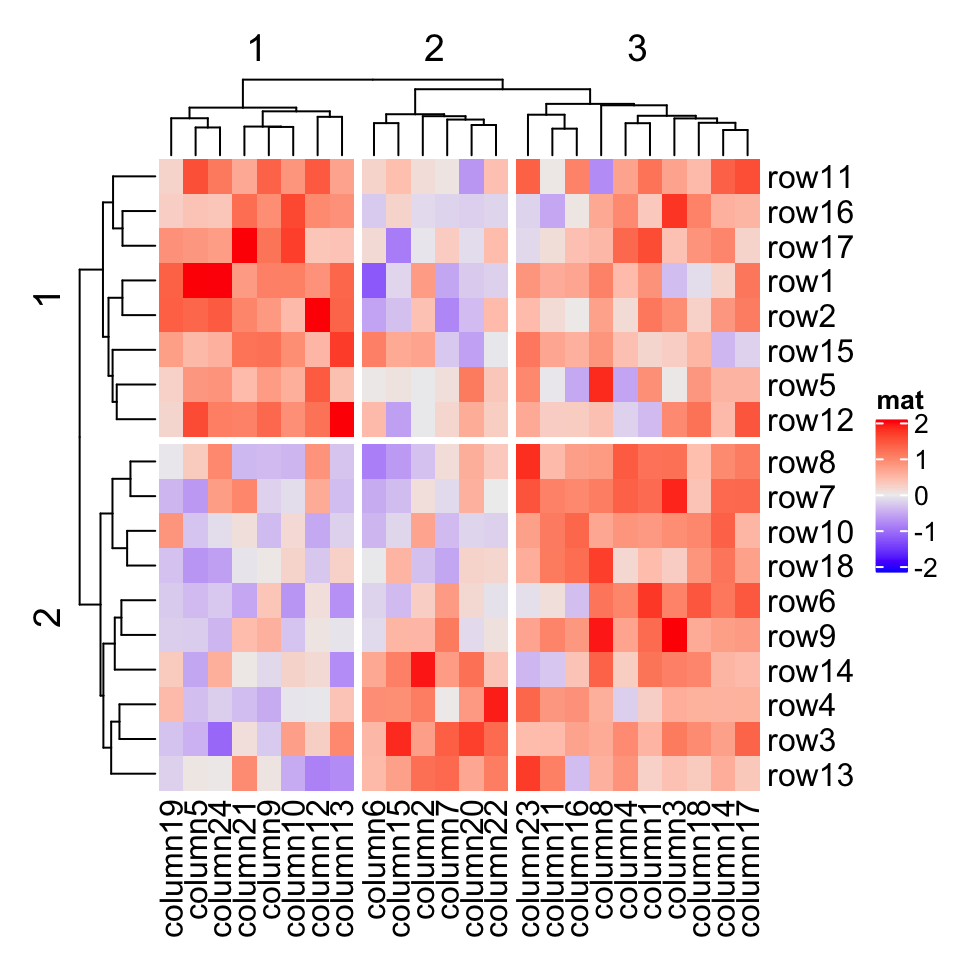 1 2 3
row11
row16
row17
1
row1
row2
row15
row5
row12
mat
2
1
0
-1
-2
row8
row7
row10
row18
2
row6
row9
row14
row4
row3
row13
column19
column5
column24
column21
column9
column10
column12
column13
column6
column15
column2
column7
column20
column22
column23
column11
column16
column8
column4
column1
column3
column18
column14
column17